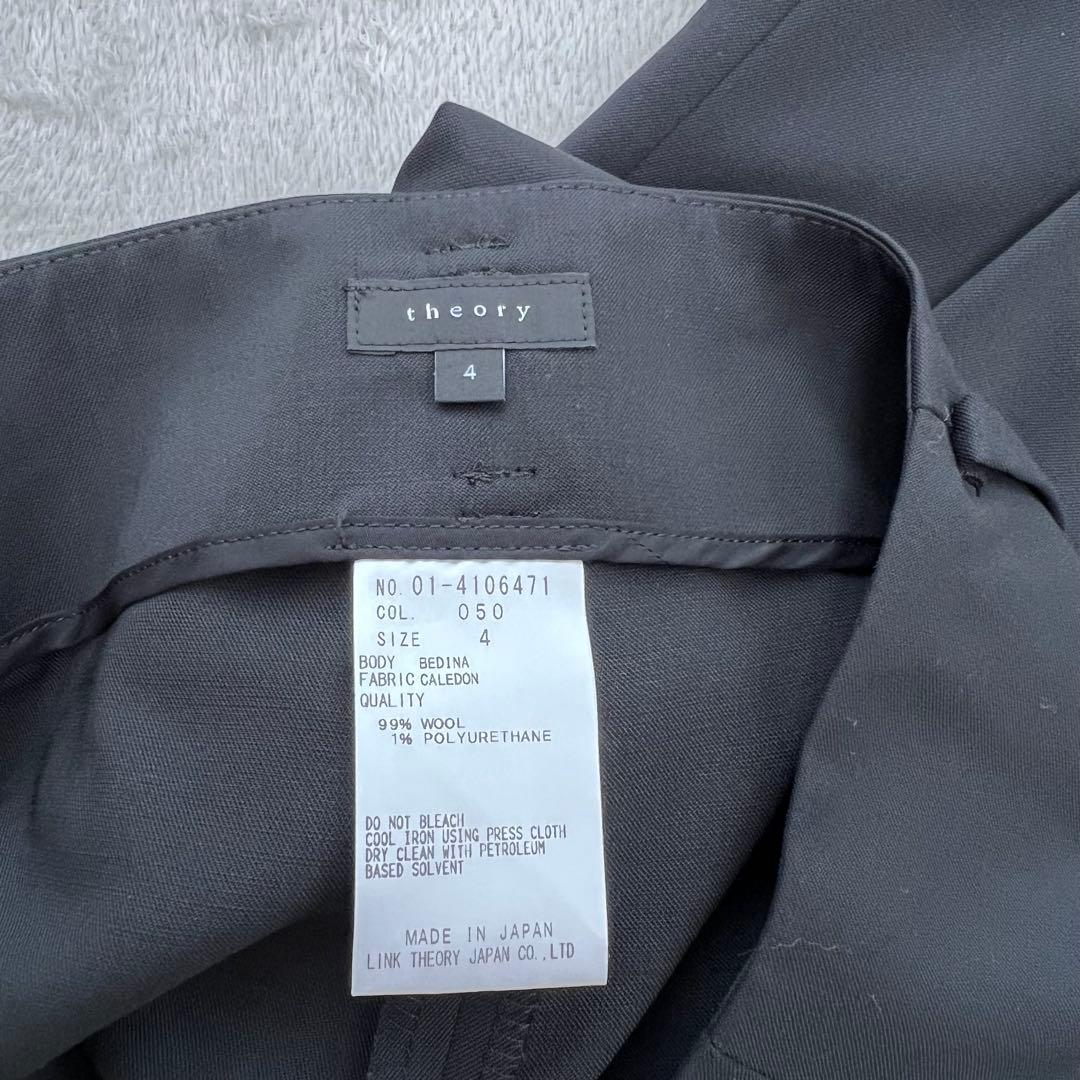 theory
4
NO. 01-4106471
COL. 050
SIZE 4
BODY BEDINA
FABRIC CALEDON
QUALITY
99% WOOL
1% POLYURETHANE
DO NOT BLEACH
COOL IRON USING PRESS CLOTH
DRY CLEAN WITH PETROLEUM
BASED SOLVENT
MADE IN JAPAN
LINK THEORY JAPAN CO.,LTD